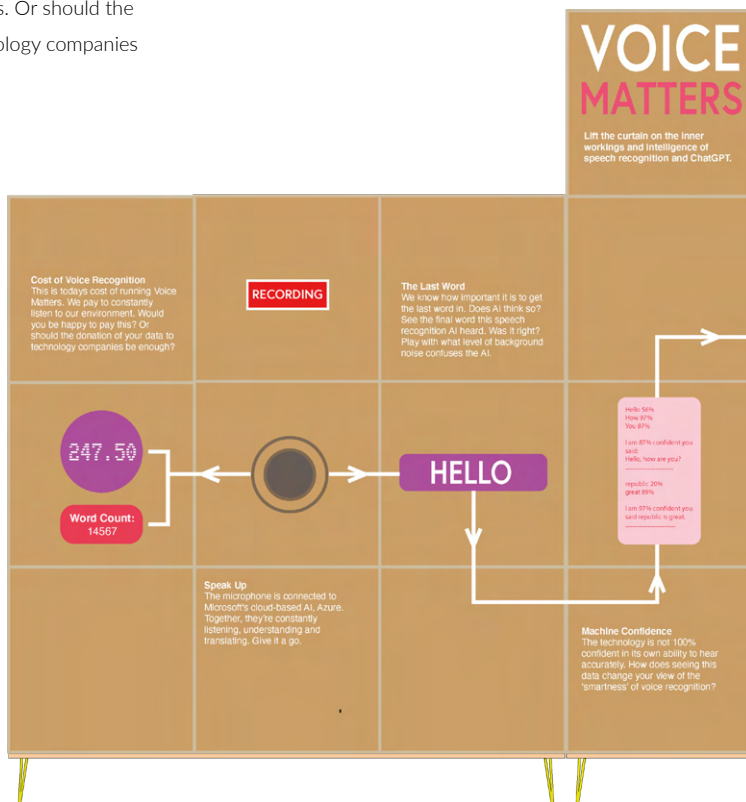 s. Or should the
ology companies
VOICE
MATTERS
Lift the curtain on the inner
workings and intelligence of
speech recognition and ChatGPT.
Cost of Voice Recognition
This is todays cost of running Voice
Matters. We pay to constantly
listen to our environment. Would
you be happy to pay this? Or
should the donation of your data to
technology companies be enough?
RECORDING
The Last Word
We know how important it is to get
the last word in. Does AI think so?
See the final word this speech
recognition AI heard. Was it right?
Play with what level of background
noise confuses the AI.
247.50
Word Count:
14567
HELLO
Hello 56%
How 97%
You 87%
I am 87% confident you
said:
Hello, how are you?
republic 20%
great 89%
I am 97% confident you
said republic is great.
Speak Up
The microphone is connected to
Microsoft's cloud-based AI, Azure.
Together, they're constantly
listening, understanding and
translating. Give it a go.
Machine Confidence
The technology is not 100%
confident in its own ability to hear
accurately. How does seeing this
data change your view of the
'smartness' of voice recognition?